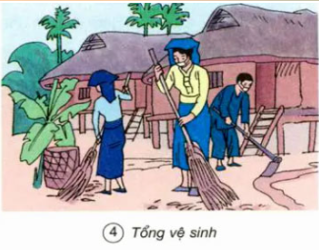 4 Tổng vệ sinh